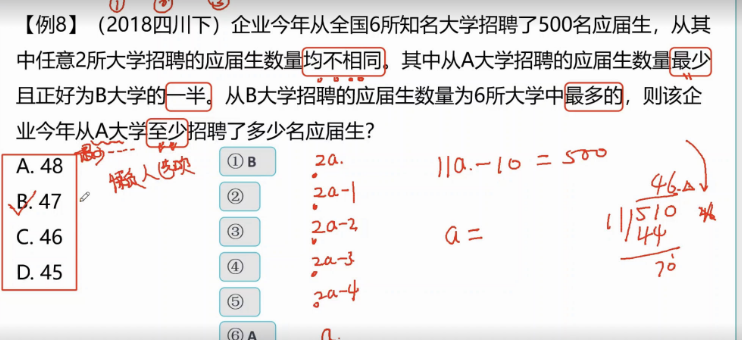 ① ② ③
【例8】（2018四川下）企业今年从全国6所知名大学招聘了500名应届生，从其
中任意2所大学招聘的应届生数量均不相同。其中从A大学招聘的应届生数量最少
且正好为B大学的一半。从B大学招聘的应届生数量为6所大学中最多的，则该企
业今年从A大学至少招聘了多少名应届生？
A. 48
B. 47
C. 46
D. 45
代入选项
① B 2a.
② 2a-1
③ 2a-2
④ 2a-3
⑤ 2a-4
⑥ A a.
11a-10=500
a=
46.
11 510
44
70